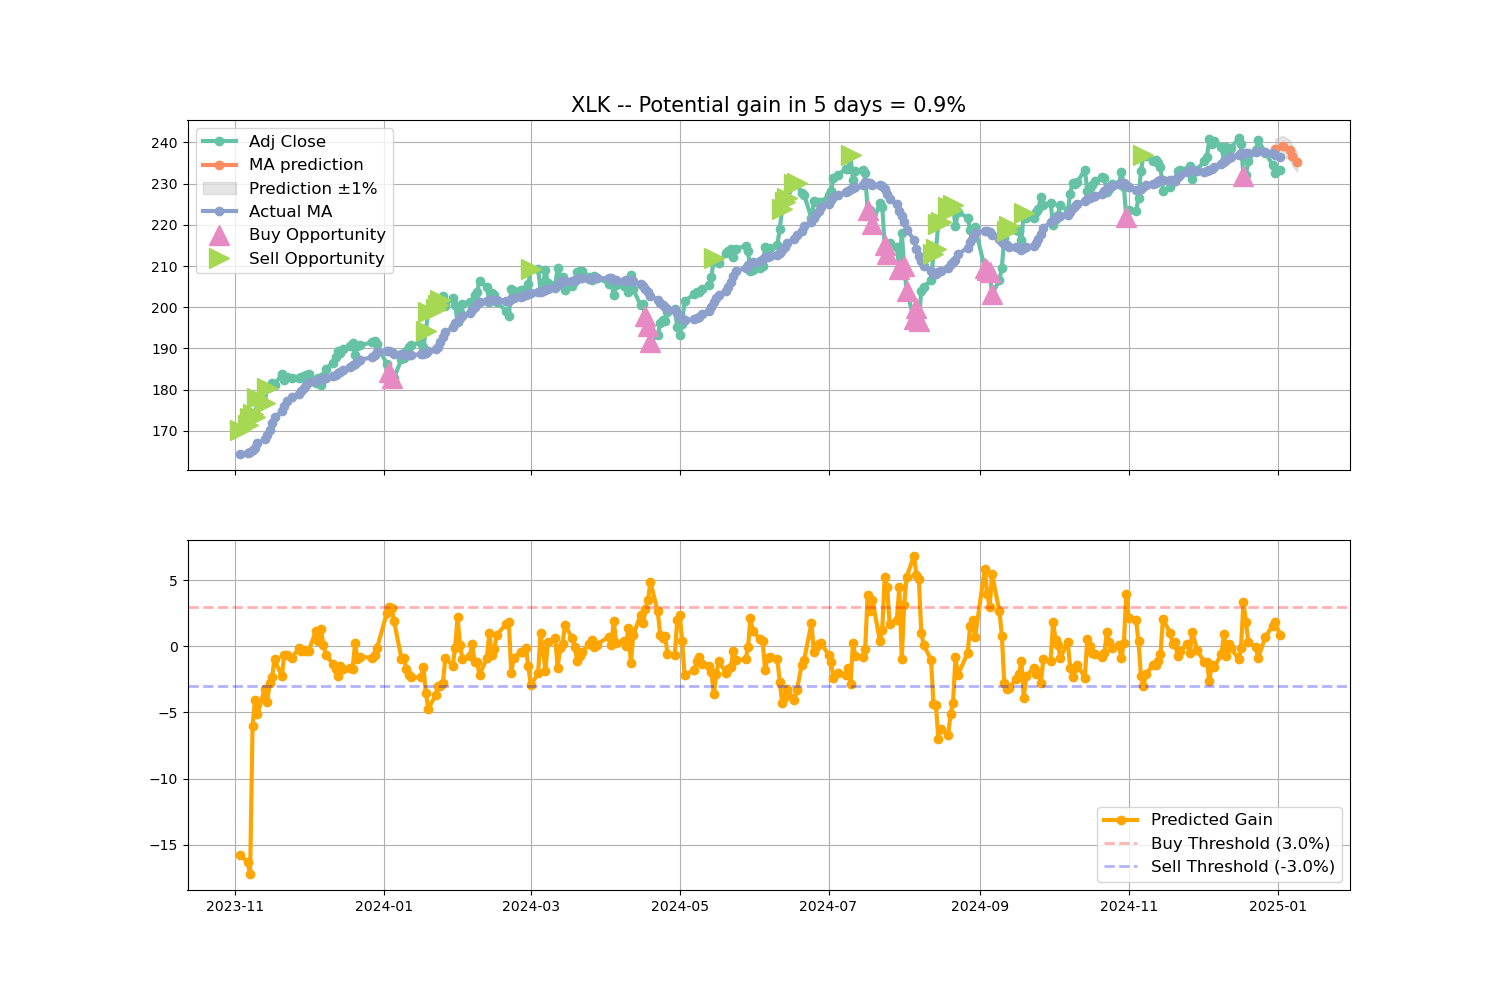 XLK -- Potential gain in 5 days = 0.9%
Adj Close
MA prediction
Prediction ±1%
Actual MA
Buy Opportunity
Sell Opportunity
240
230
220
210
200
190
180
170
5
0
−5
−10
−15
Predicted Gain
Buy Threshold (3.0%)
Sell Threshold (-3.0%)
2023-11 2024-01 2024-03 2024-05 2024-07 2024-09 2024-11 2025-01